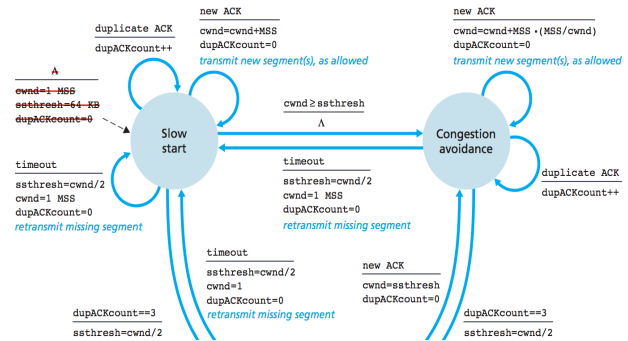 new ACK
cwnd=cwnd+MSS
dupACKcount=0
transmit new segment(s), as allowed
duplicate ACK
dupACKcount++
new ACK
cwnd=cwnd+MSS •(MSS/cwnd)
dupACKcount=0
transmit new segment(s), as allowed
Λ
cwnd=1 MSS
ssthresh=64 KB
dupACKcount=0
Slow
start
cwnd≥ssthresh
Λ
Congestion
avoidance
timeout
ssthresh=cwnd/2
cwnd=1 MSS
dupACKcount=0
retransmit missing segment
timeout
ssthresh=cwnd/2
cwnd=1 MSS
dupACKcount=0
retransmit missing segment
duplicate ACK
dupACKcount++
timeout
ssthresh=cwnd/2
cwnd=1
dupACKcount=0
retransmit missing segment
new ACK
cwnd=ssthresh
dupACKcount=0
dupACKcount==3
ssthresh=cwnd/2
dupACKcount==3
ssthresh=cwnd/2